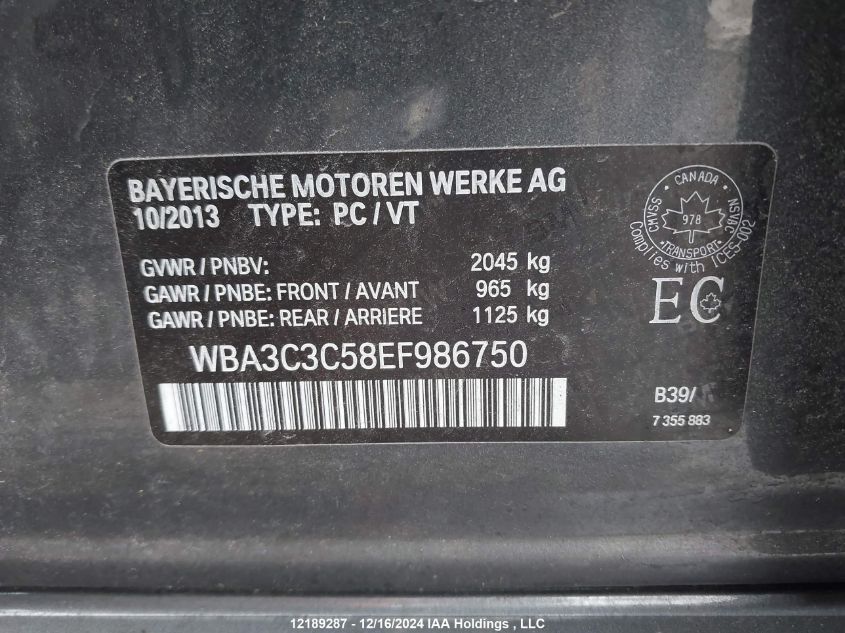 BAYERISCHE MOTOREN WERKE AG
10/2013 TYPE: PC / VT
GVWR / PNBV: 2045 kg
GAWR / PNBE: FRONT / AVANT 965 kg
GAWR / PNBE: REAR / ARRIERE 1125 kg
WBA3C3C58EF986750
CANADA
CMVSS 978 NSVAC
TRANSPORT
Complies with ICES-002
EC
B39/
7 355 883
12189287 - 12/16/2024 IAA Holdings , LLC